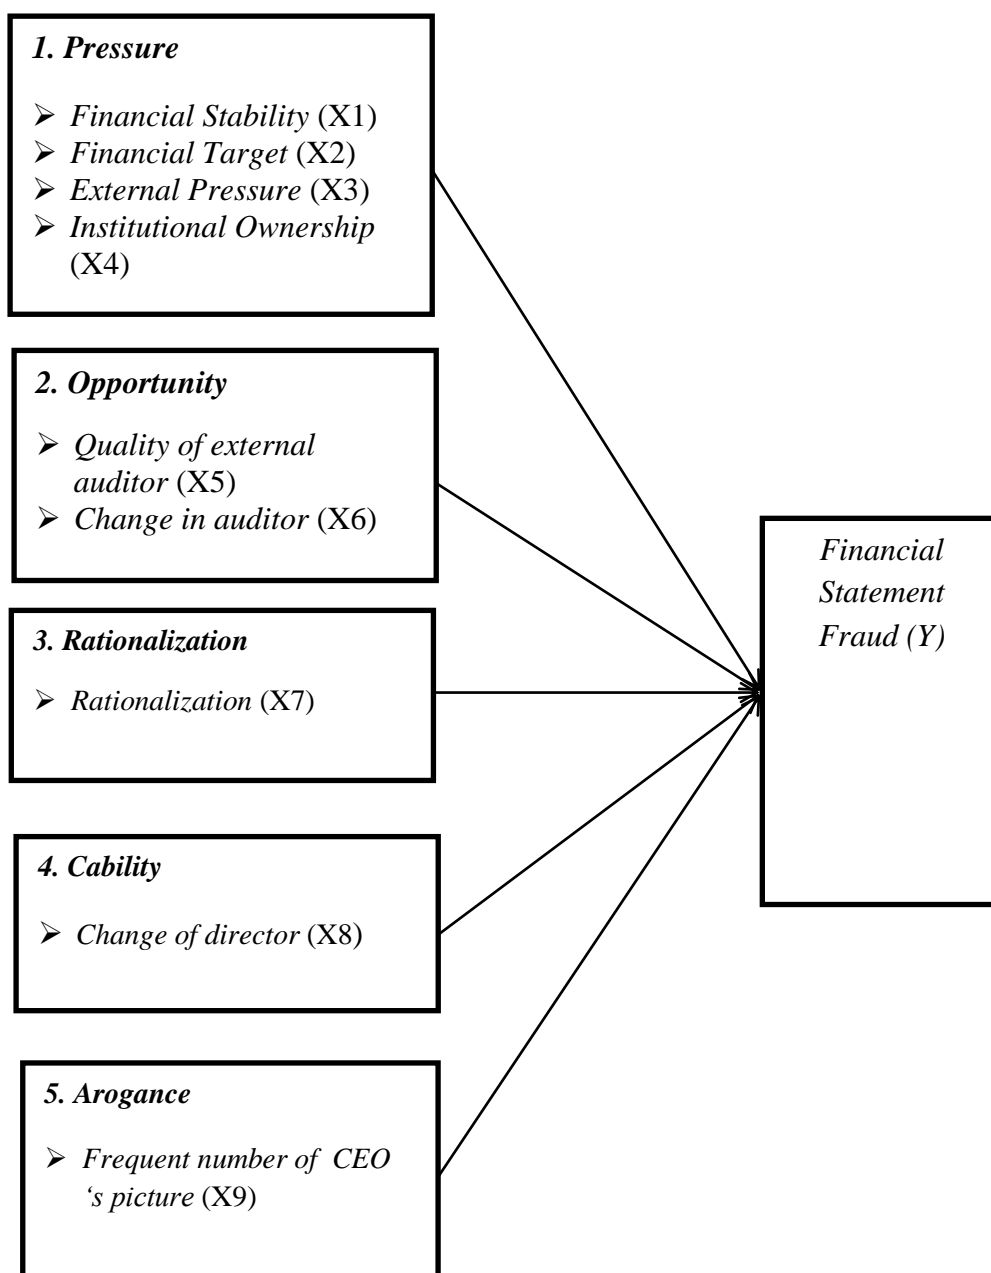 1. Pressure
➢ Financial Stability (X1)
➢ Financial Target (X2)
➢ External Pressure (X3)
➢ Institutional Ownership
(X4)
2. Opportunity
➢ Quality of external
auditor (X5)
➢ Change in auditor (X6)
3. Rationalization
➢ Rationalization (X7)
4. Cability
➢ Change of director (X8)
5. Arogance
➢ Frequent number of CEO
‘s picture (X9)
Financial
Statement
Fraud (Y)